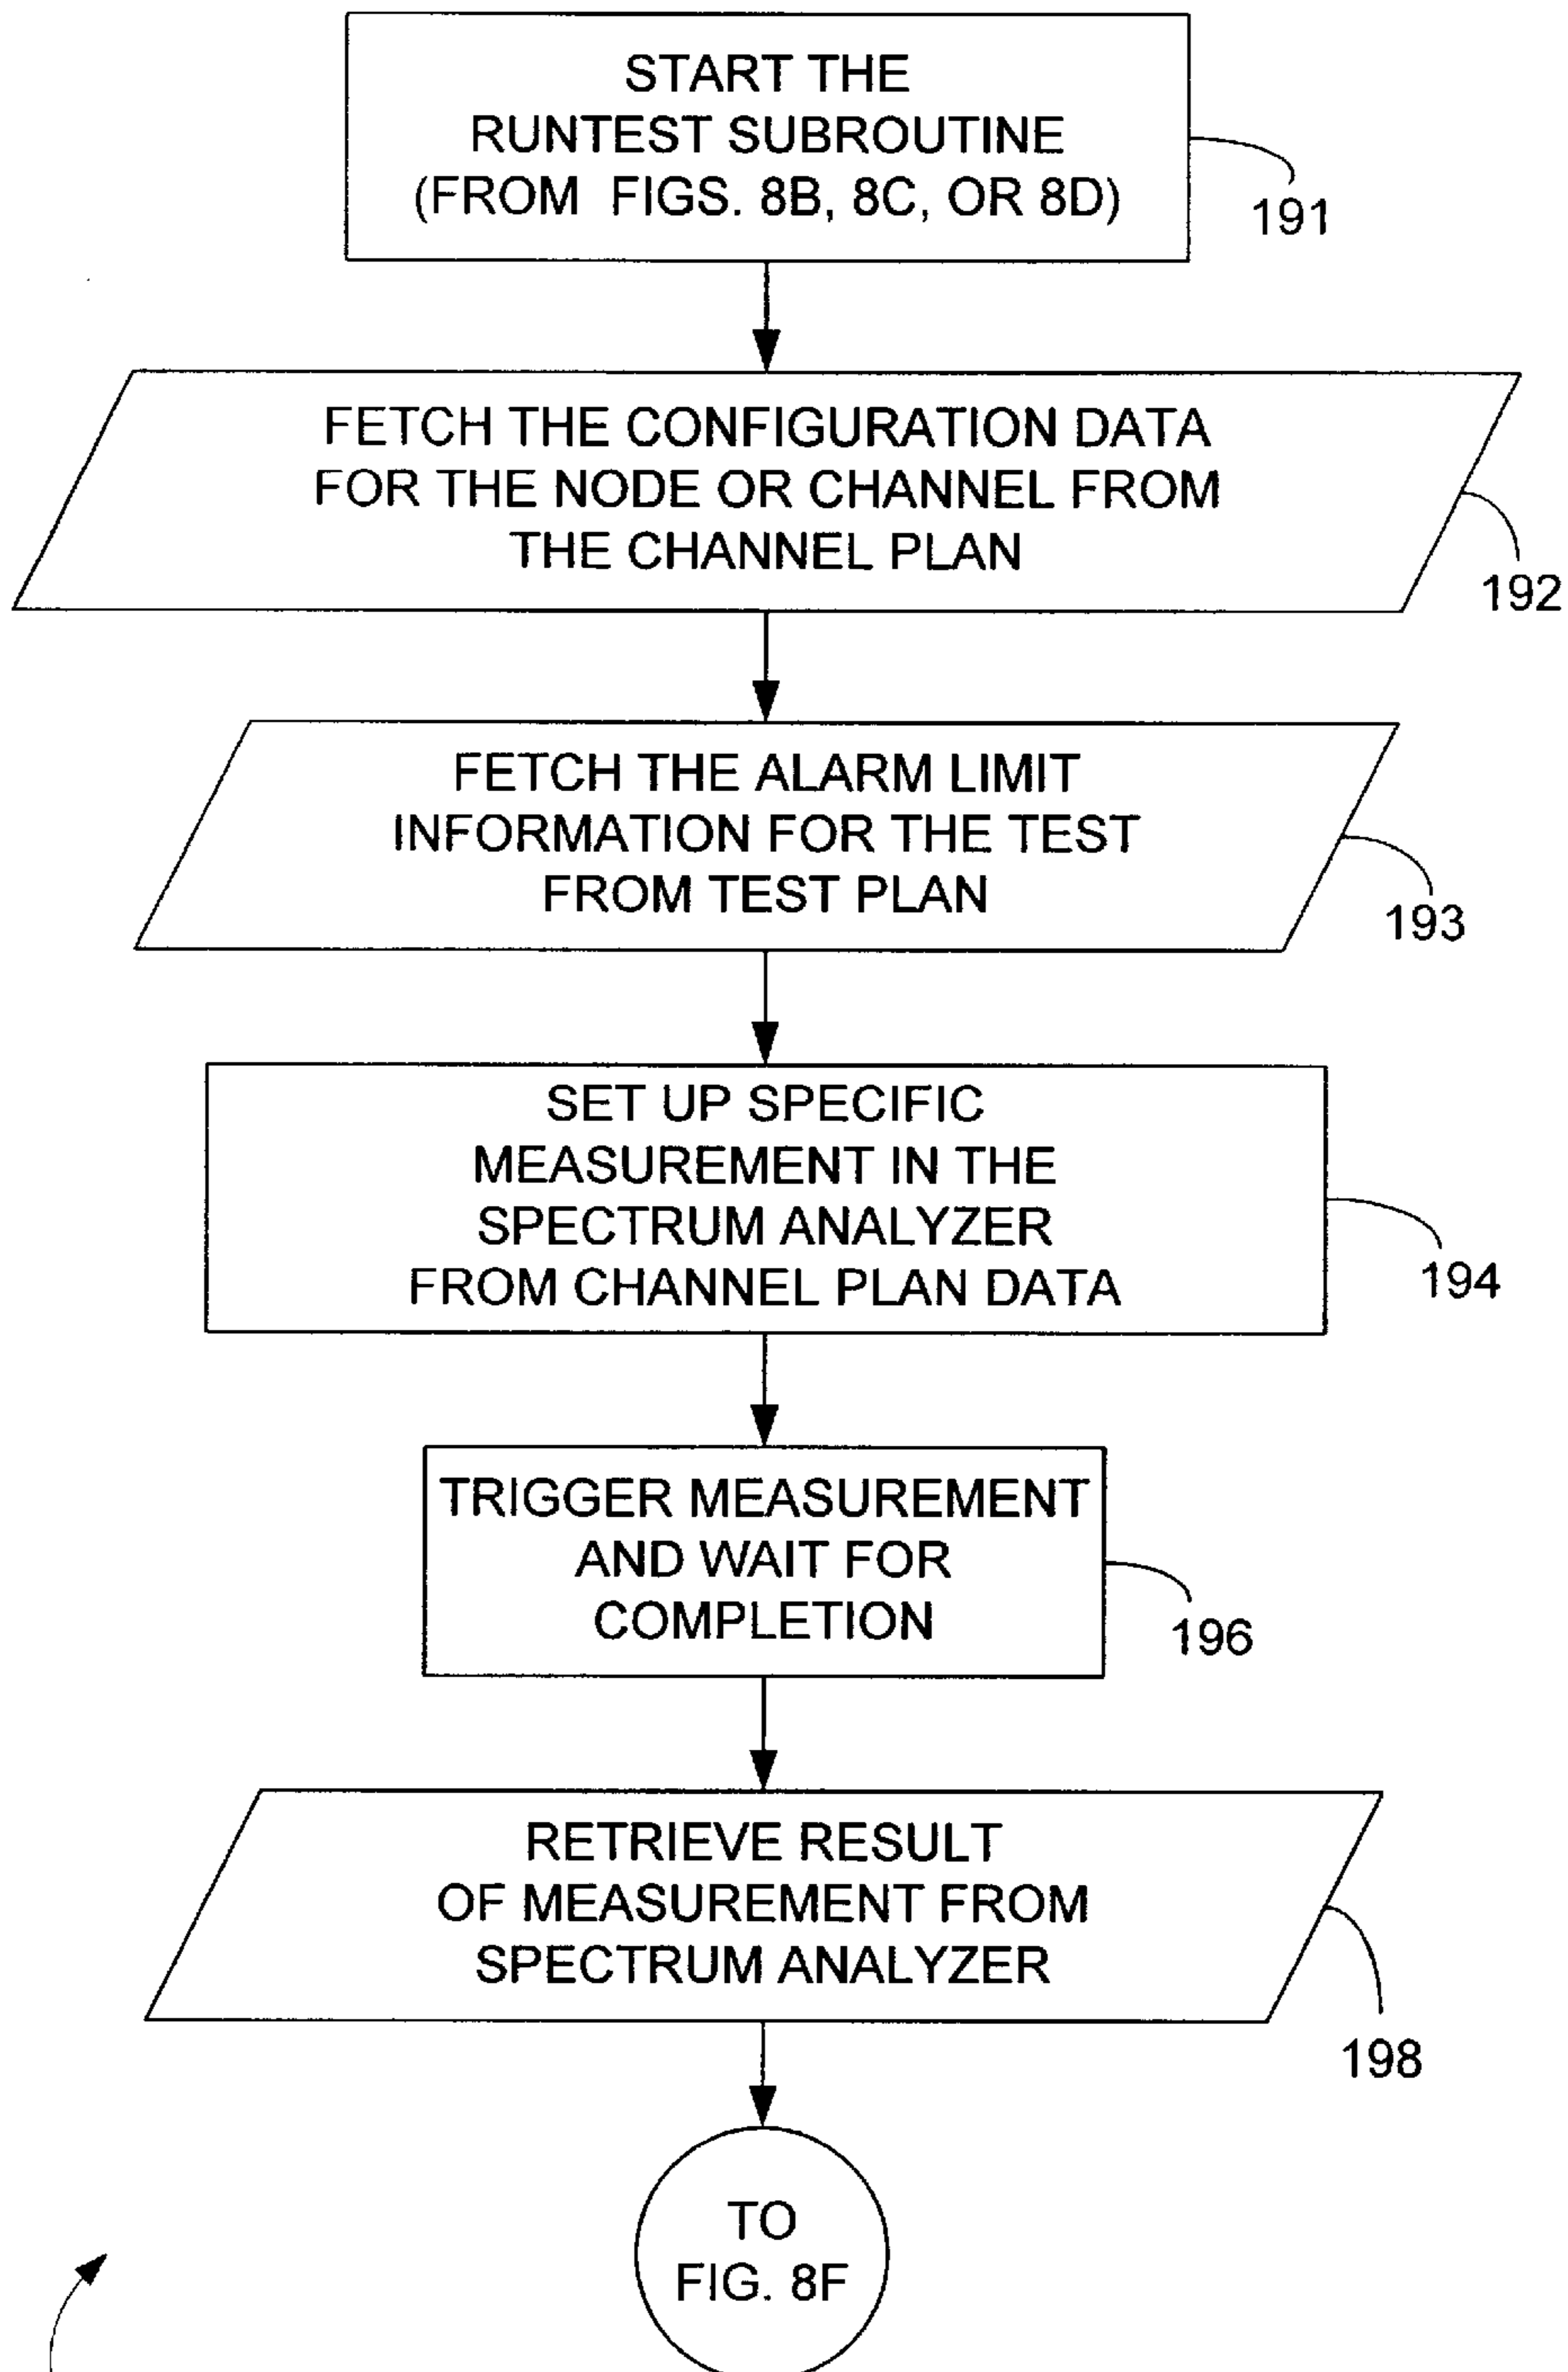 START THE
RUNTEST SUBROUTINE
(FROM FIGS. 8B, 8C, OR 8D)
191
FETCH THE CONFIGURATION DATA
FOR THE NODE OR CHANNEL FROM
THE CHANNEL PLAN
192
FETCH THE ALARM LIMIT
INFORMATION FOR THE TEST
FROM TEST PLAN
193
SET UP SPECIFIC
MEASUREMENT IN THE
SPECTRUM ANALYZER
FROM CHANNEL PLAN DATA
194
TRIGGER MEASUREMENT
AND WAIT FOR
COMPLETION
196
RETRIEVE RESULT
OF MEASUREMENT FROM
SPECTRUM ANALYZER
198
TO
FIG. 8F